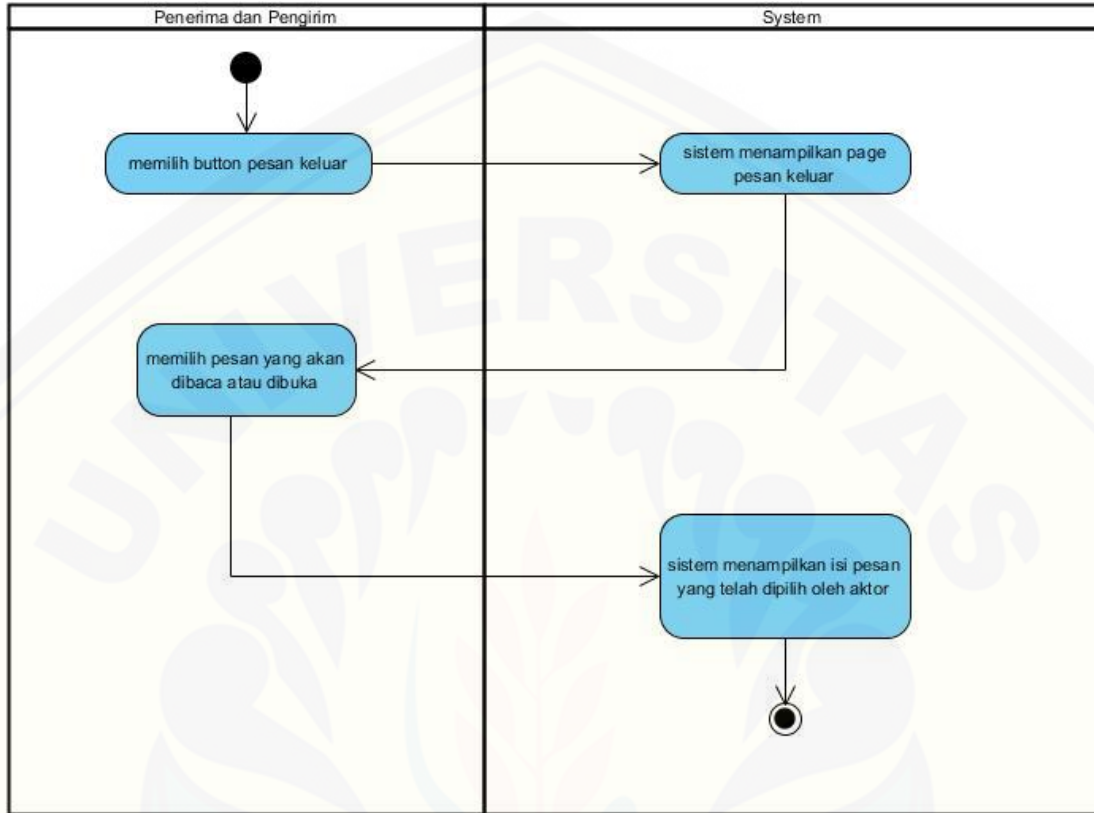 Penerima dan Pengirim
System
memilih button pesan keluar
sistem menampilkan page
pesan keluar
memilih pesan yang akan
dibaca atau dibuka
sistem menampilkan isi pesan
yang telah dipilih oleh aktor
UNIVERSITAS